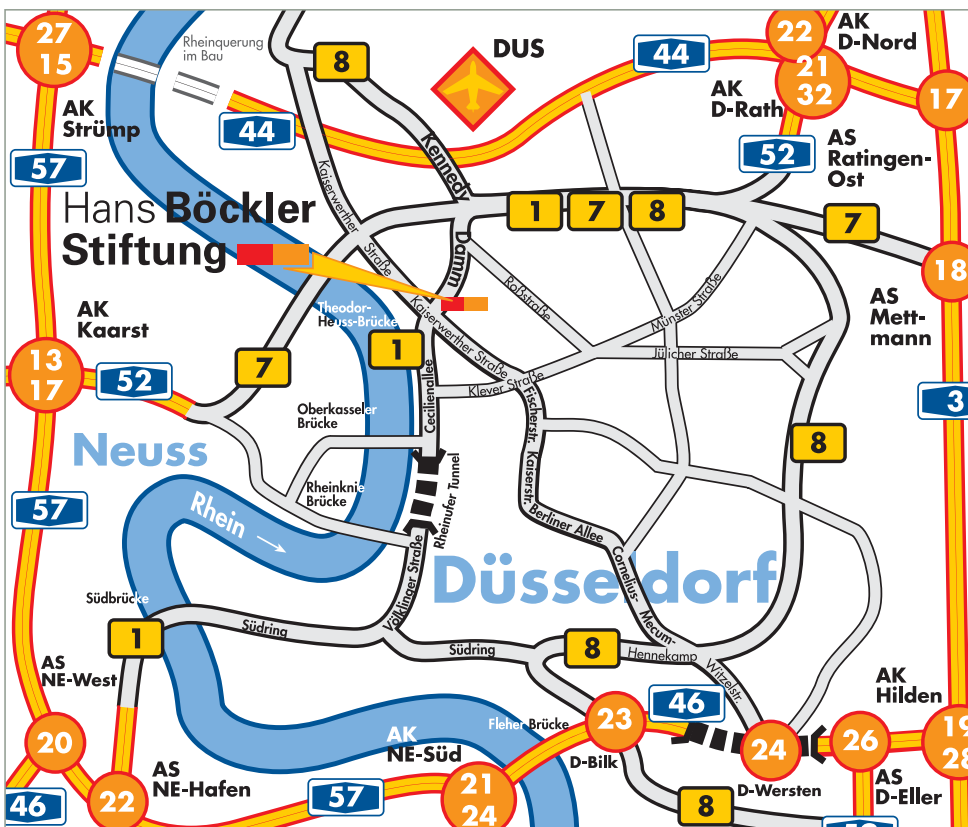 27
15
AK
Strümp
Rheinquerung
im Bau
8
DUS
44
22
AK
D-Nord
21
32
AK
D-Rath
17
44
57
52
AS
Ratingen-
Ost
Kennedy
Damm
Kaiserwerther
Straße
Hans Böckler
Stiftung
1
7
8
7
18
AS
Mett-
mann
Roßstraße
Münster Straße
Jülicher Straße
Theodor-
Heuss-Brücke
Kaiserwerther Straße
AK
Kaarst
13
17
52
7
1
Cecilienallee
Klever Straße
Fischerstr.
Kaiserstr.
3
8
Oberkasseler
Brücke
Neuss
Rheinknie
Brücke
Rheinufer Tunnel
57
Rhein
Berliner Allee
Düsseldorf
Cornelius-
Mecum-
Völklinger Straße
Südbrücke
1
Südring
Südring
8
Hennekamp
Witzelstr.
AS
NE-West
20
22
46
AS
NE-Hafen
57
AK
NE-Süd
21
24
Fleher Brücke
23
D-Bilk
46
24
D-Wersten
26
AK
Hilden
19
28
AS
D-Eller
8